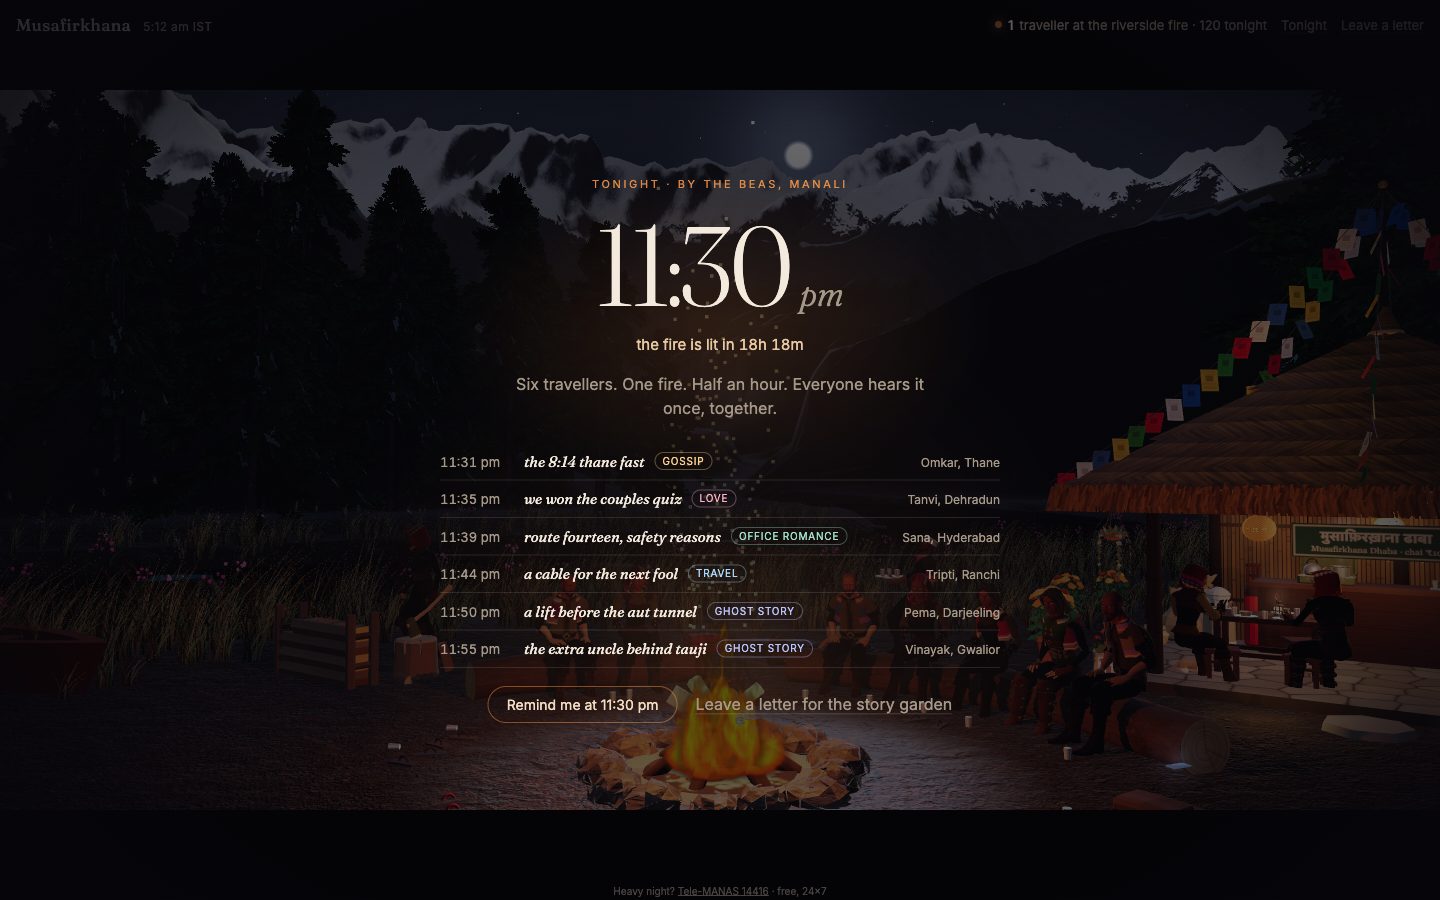 Musafirkhana 5:12 am IST
1 traveller at the riverside fire · 120 tonight Tonight Leave a letter
TONIGHT · BY THE BEAS, MANALI
11:30 pm
the fire is lit in 18h 18m
Six travellers. One fire. Half an hour. Everyone hears it
once, together.
11:31 pm the 8:14 thane fast GOSSIP Omkar, Thane
11:35 pm we won the couples quiz LOVE Tanvi, Dehradun
11:39 pm route fourteen, safety reasons OFFICE ROMANCE Sana, Hyderabad
मुसाफ़िरख़ाना ढाबा
Musafirkhana Dhaba · chai ₹10
11:44 pm a cable for the next fool TRAVEL Tripti, Ranchi
11:50 pm a lift before the aut tunnel GHOST STORY Pema, Darjeeling
11:55 pm the extra uncle behind tauji GHOST STORY Vinayak, Gwalior
Remind me at 11:30 pm Leave a letter for the story garden
Heavy night? Tele-MANAS 14416 · free, 24×7